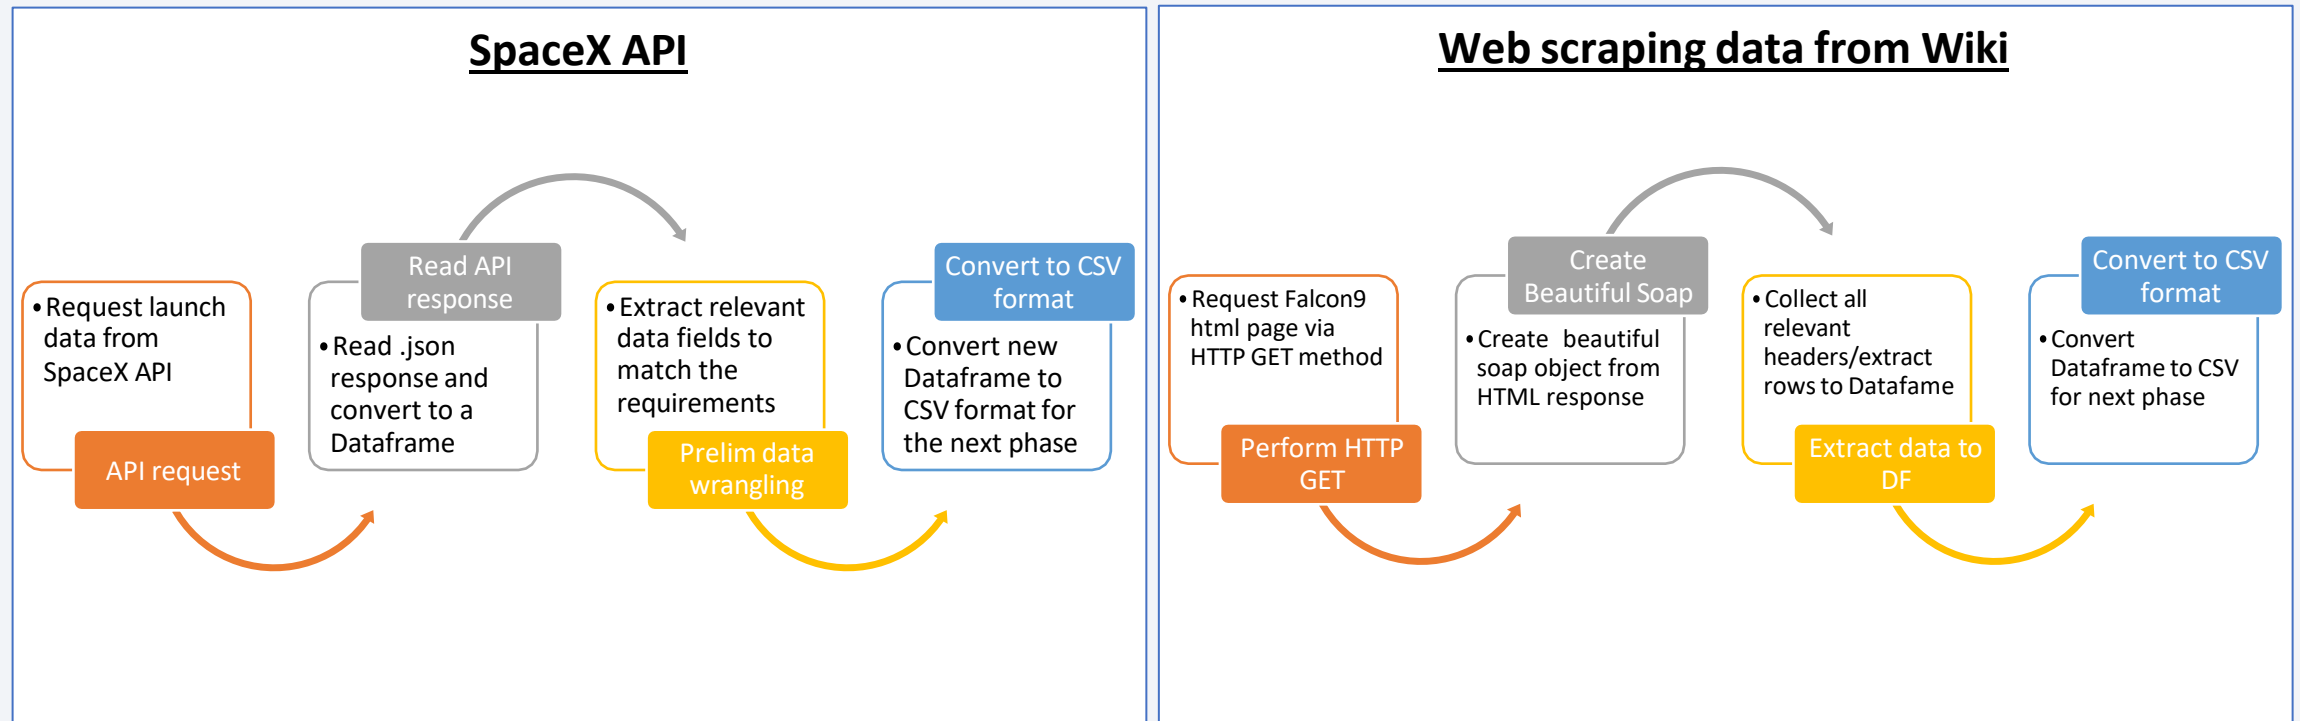 SpaceX API
•Request launch
data from
SpaceX API
API request
Read API
response
•Read .json
response and
convert to a
Dataframe
•Extract relevant
data fields to
match the
requirements
Prelim data
wrangling
Convert to CSV
format
•Convert new
Dataframe to
CSV format for
the next phase
Web scraping data from Wiki
•Request Falcon9
html page via
HTTP GET method
Perform HTTP
GET
Create
Beautiful Soap
•Create beautiful
soap object from
HTML response
•Collect all
relevant
headers/extract
rows to Datafame
Extract data to
DF
Convert to CSV
format
•Convert
Dataframe to CSV
for next phase